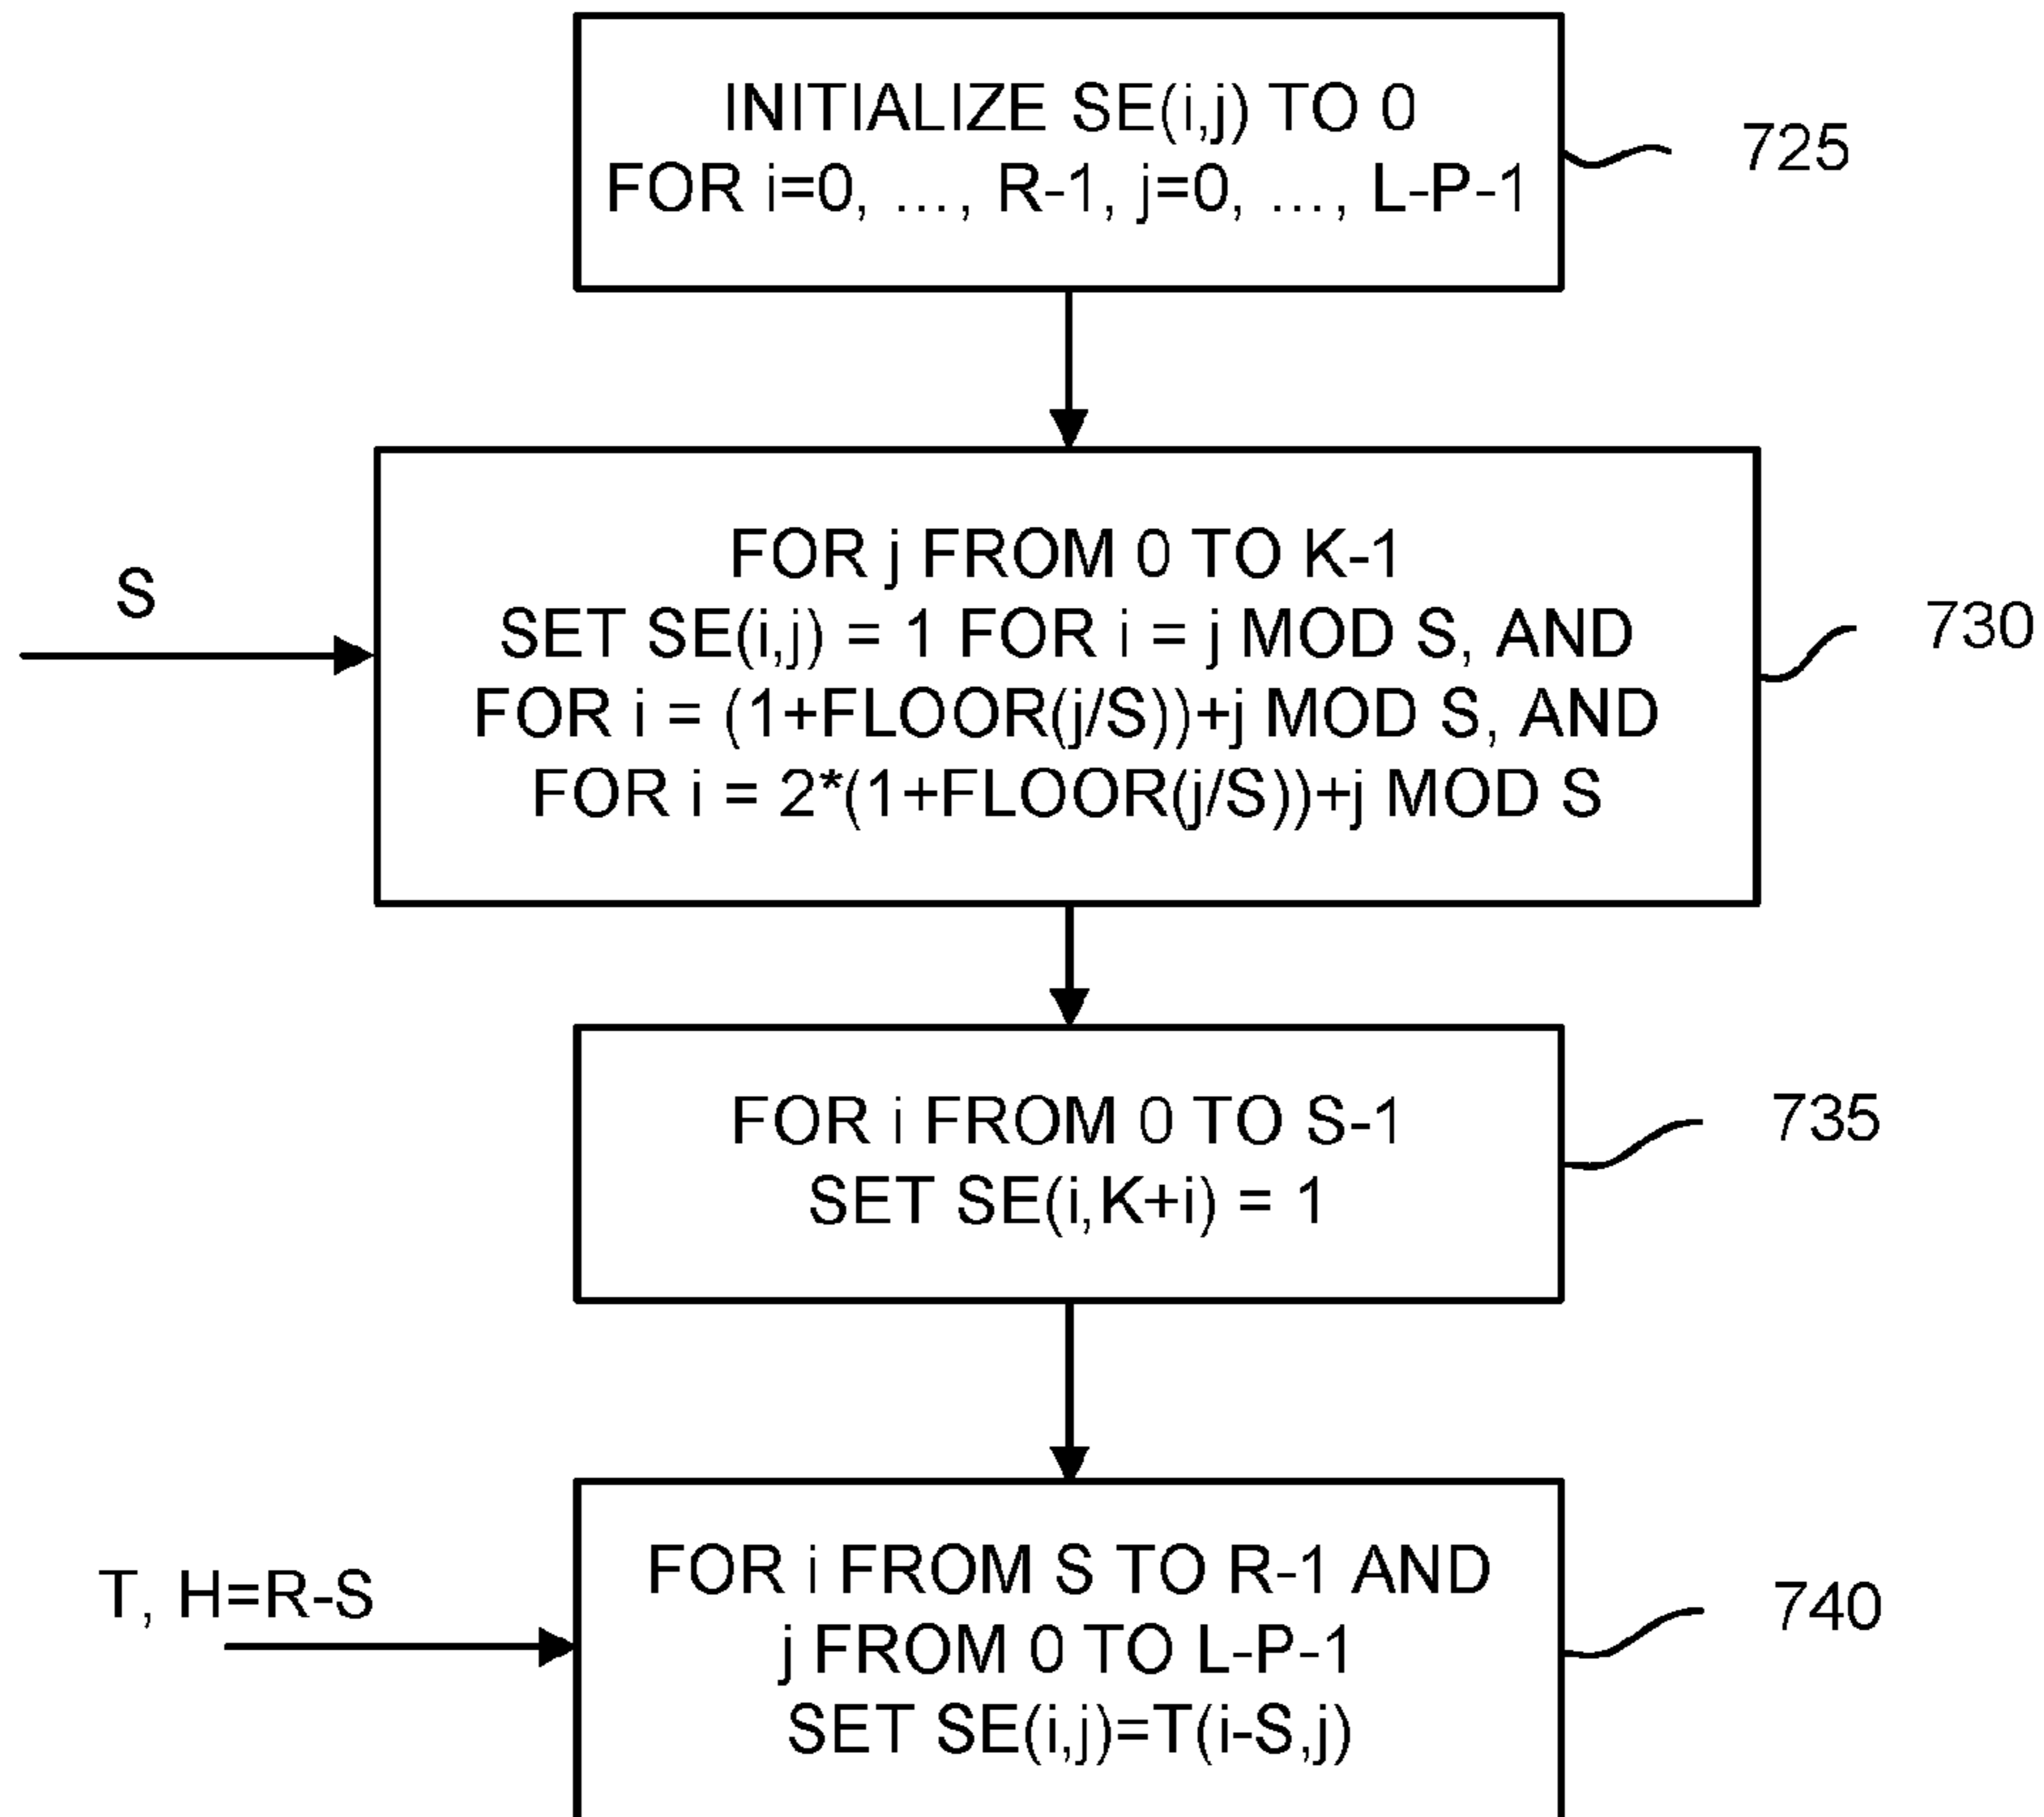 INITIALIZE SE(i,j) TO 0
FOR i=0, ..., R-1, j=0, ..., L-P-1
725
S
FOR j FROM 0 TO K-1
SET SE(i,j) = 1 FOR i = j MOD S, AND
FOR i = (1+FLOOR(j/S))+j MOD S, AND
FOR i = 2*(1+FLOOR(j/S))+j MOD S
730
FOR i FROM 0 TO S-1
SET SE(i,K+i) = 1
735
T, H=R-S
FOR i FROM S TO R-1 AND
j FROM 0 TO L-P-1
SET SE(i,j)=T(i-S,j)
740